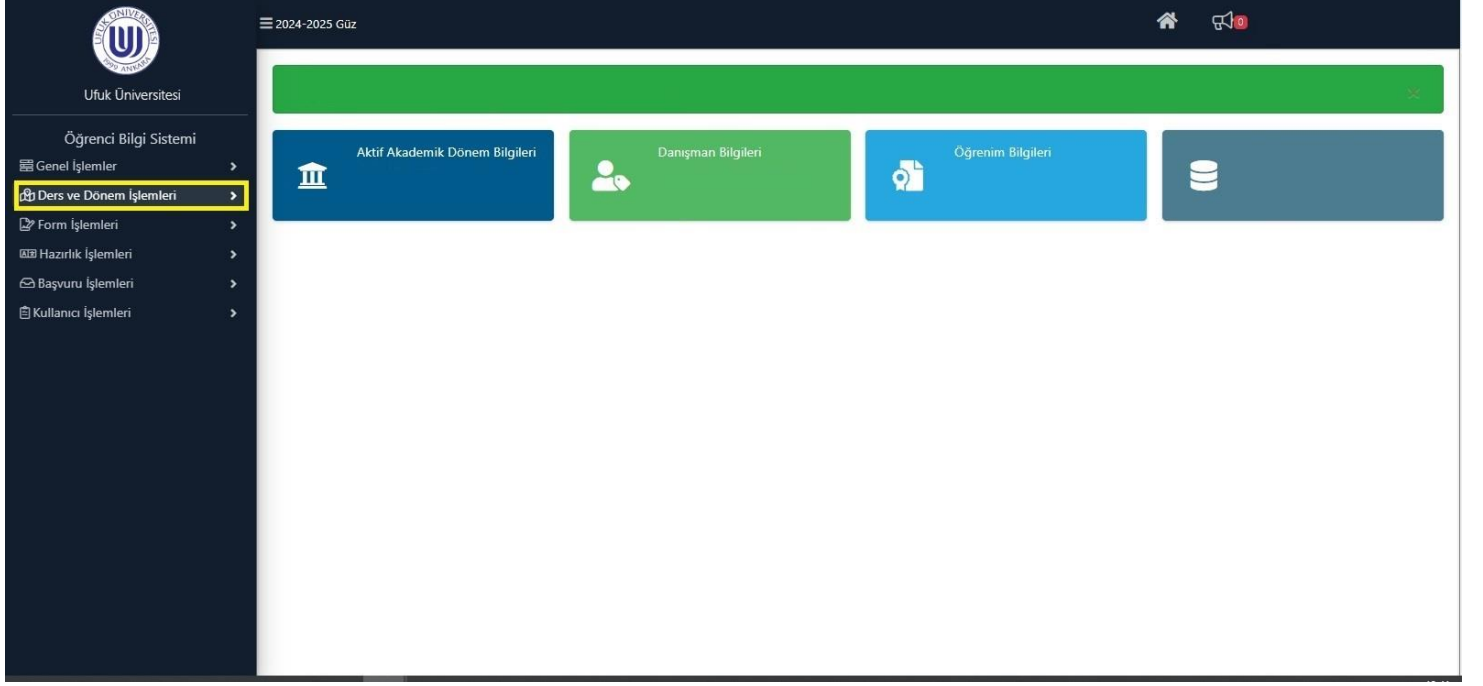 UFUK ÜNİVERSİTESİ
1999 ANKARA
Ufuk Üniversitesi
Öğrenci Bilgi Sistemi
Genel İşlemler
Ders ve Dönem İşlemleri
Form İşlemleri
Hazırlık İşlemleri
Başvuru İşlemleri
Kullanıcı İşlemleri
2024-2025 Güz
0
Aktif Akademik Dönem Bilgileri
Danışman Bilgileri
Öğrenim Bilgileri